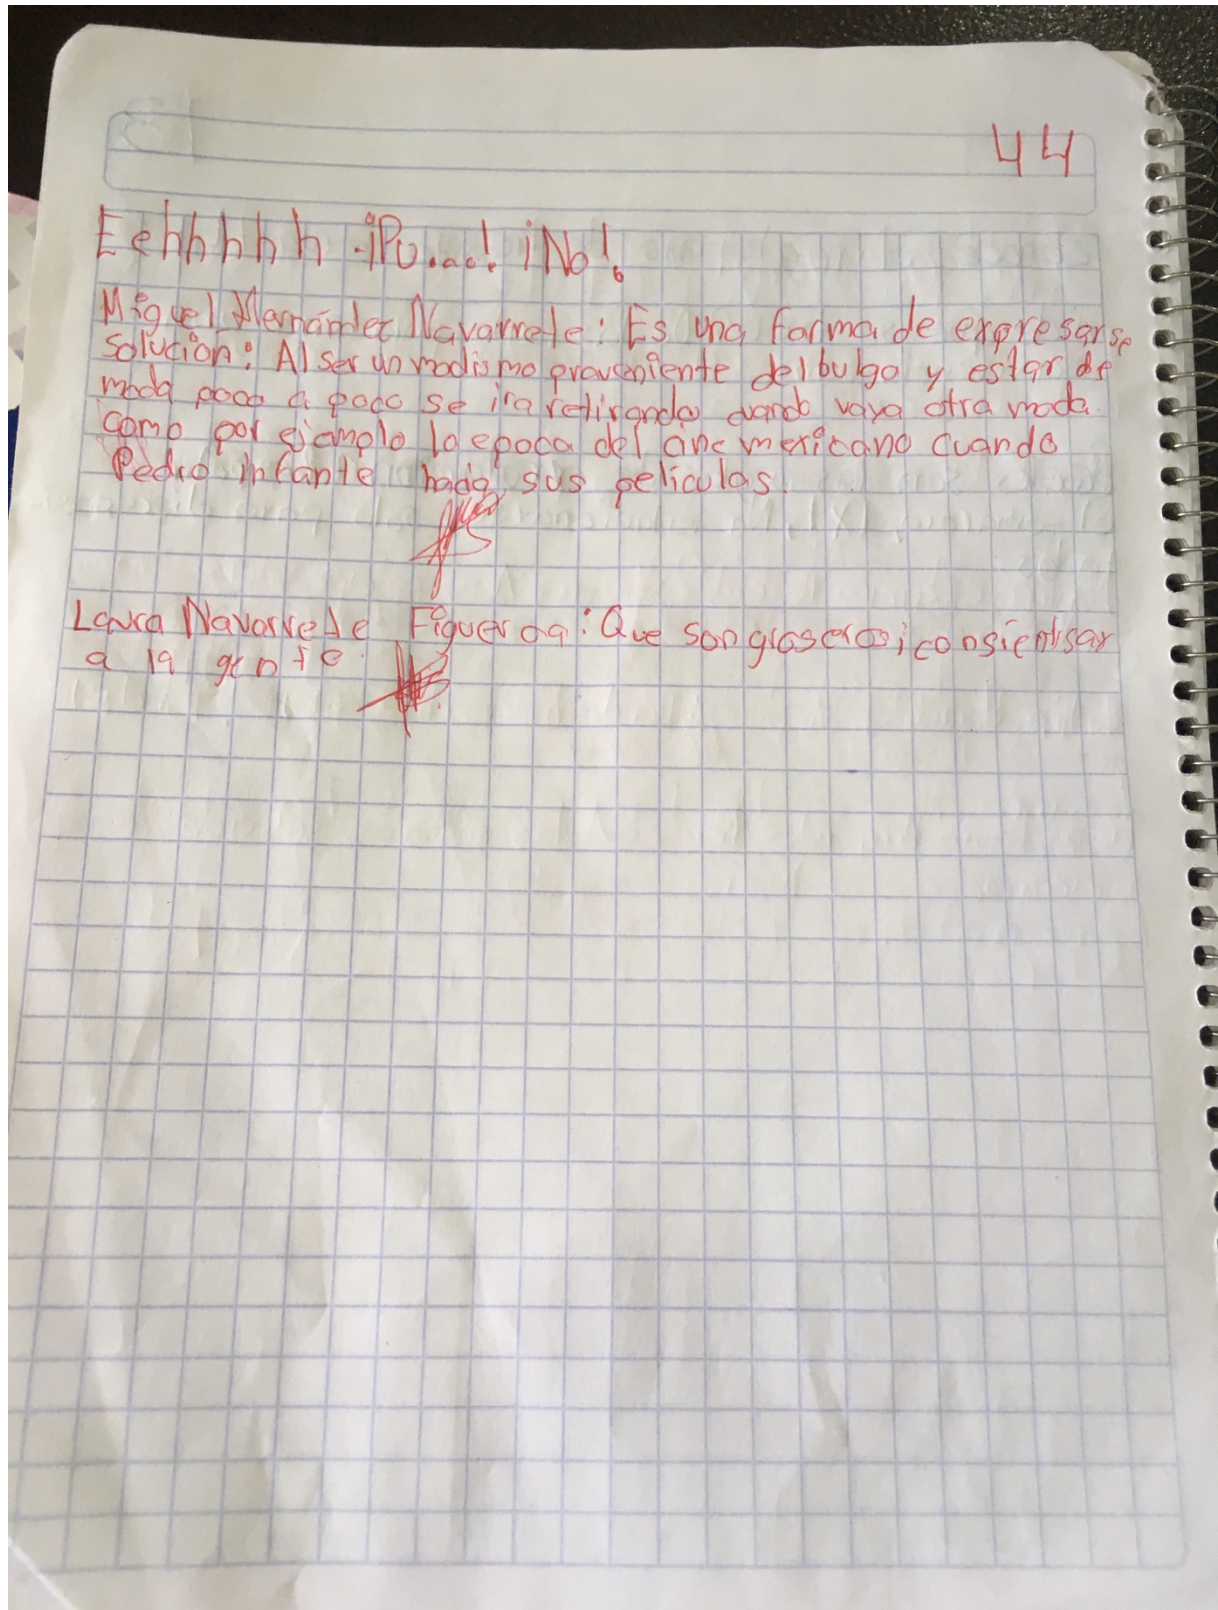 44
Eehhhhh ¡Pu....! ¡No!.
Miguel Hernández Navarrete: Es una forma de expresarse
solución: Al ser un modismo proveniente del bulgo y estar de
moda poco a poco se ira retirando cuando vaya otra moda
como por ejemplo la epoca del cine mexicano cuando
Pedro infante hacia sus peliculas.
Laura Navarrete Figueroa: Que son groseros; consientisar
a la gente.